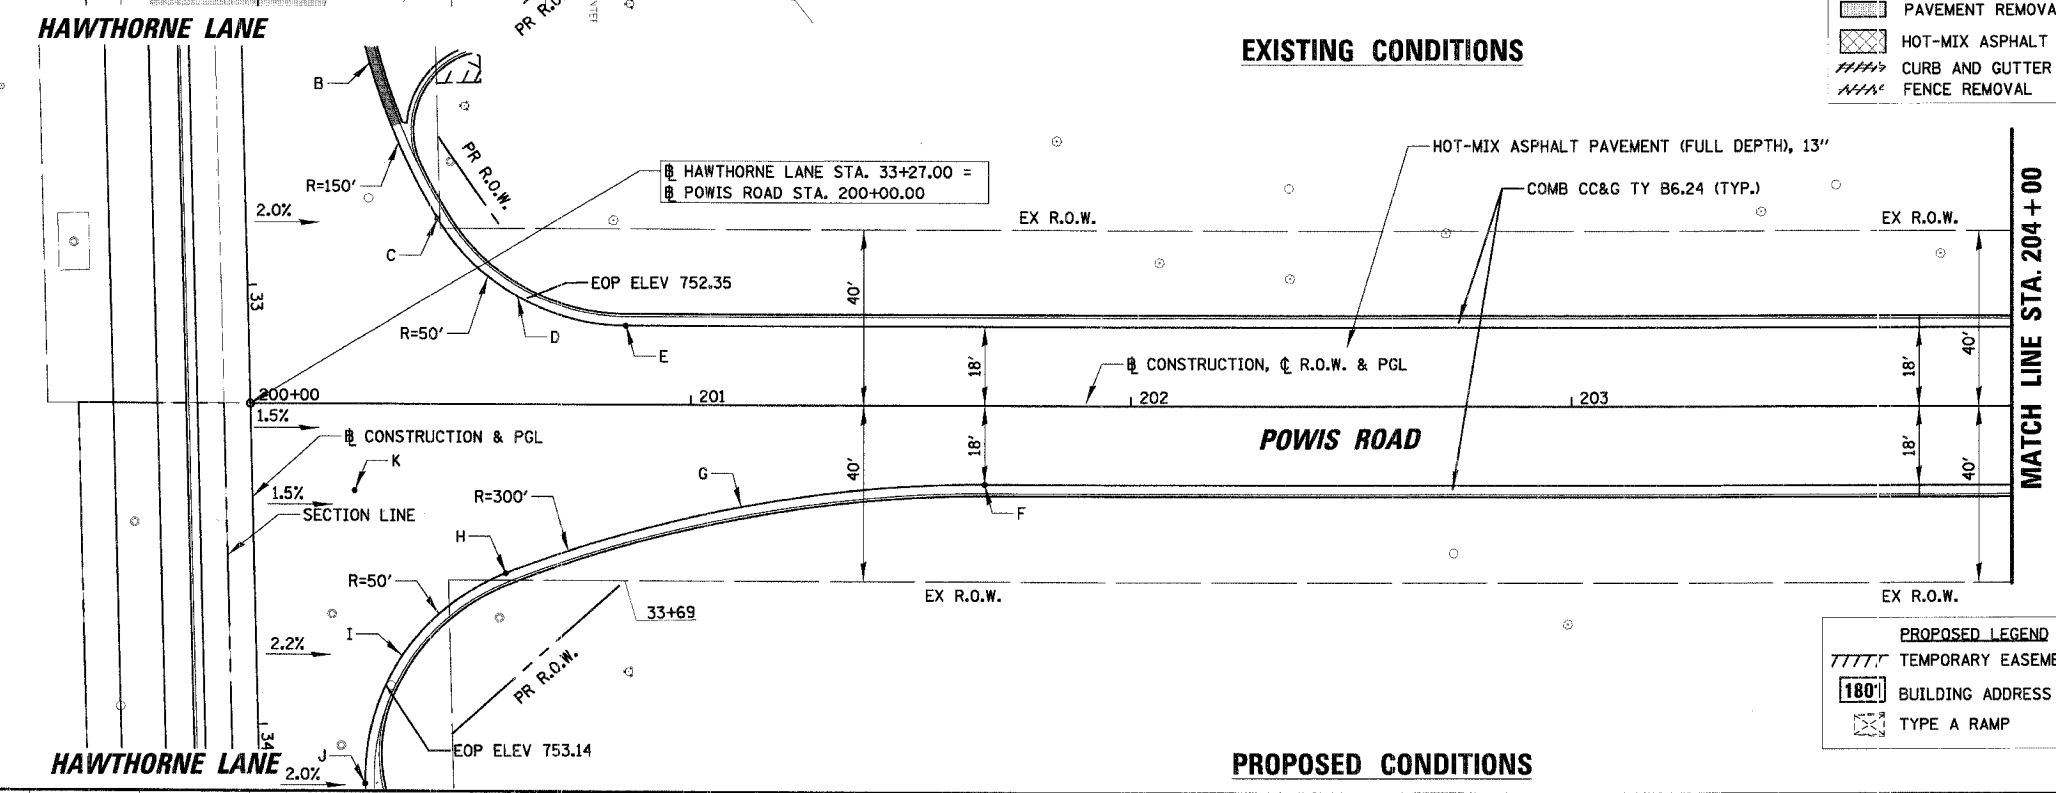 HAWTHORNE LANE
PR R.O.
EXISTING CONDITIONS
PAVEMENT REMOVA
HOT-MIX ASPHALT
CURB AND GUTTER
FENCE REMOVAL
B
PR R.O.W.
R=150'
2.0%
C
℄ HAWTHORNE LANE STA. 33+27.00 =
℄ POWIS ROAD STA. 200+00.00
HOT-MIX ASPHALT PAVEMENT (FULL DEPTH), 13"
COMB CC&G TY B6.24 (TYP.)
EX R.O.W.
EX R.O.W.
MATCH LINE STA. 204+00
33
EOP ELEV 752.35
R=50'
D
E
40'
18'
18'
40'
℄ CONSTRUCTION, ℄ R.O.W. & PGL
200+00
201
202
203
1.5%
℄ CONSTRUCTION & PGL
K
1.5%
SECTION LINE
POWIS ROAD
40'
18'
18'
40'
G
R=300'
F
H
R=50'
33+69
EX R.O.W.
EX R.O.W.
I
2.2%
PR R.O.W.
PROPOSED LEGEND
TEMPORARY EASEME
180'
BUILDING ADDRESS
TYPE A RAMP
34
EOP ELEV 753.14
HAWTHORNE LANE
J
2.0%
PROPOSED CONDITIONS